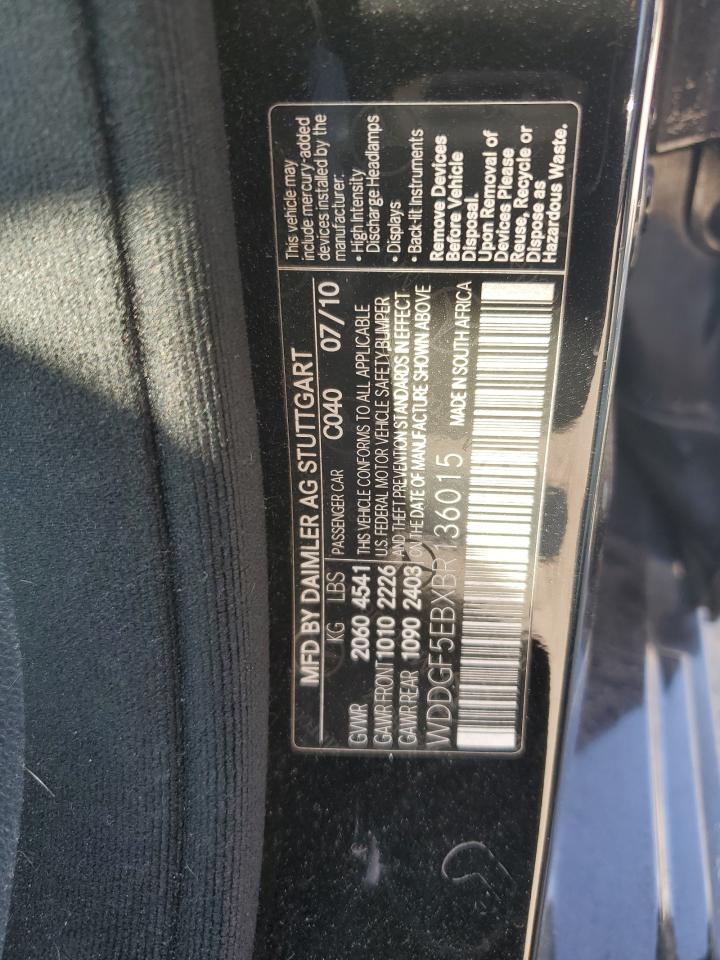 MFD BY DAIMLER AG STUTTGART
KG LBS PASSENGER CAR C040 07/10
GVWR 2060 4541 THIS VEHICLE CONFORMS TO ALL APPLICABLE
GAWR FRONT 1010 2226 U.S. FEDERAL MOTOR VEHICLE SAFETY BUMPER
GAWR REAR 1090 2403 AND THEFT PREVENTION STANDARDS IN EFFECT
ON THE DATE OF MANUFACTURE SHOWN ABOVE
WDDGF5EBXBR136015 MADE IN SOUTH AFRICA
This vehicle may
include mercury-added
devices installed by the
manufacturer:
• High Intensity
Discharge Headlamps
• Displays
• Back-lit Instruments
Remove Devices
Before Vehicle
Disposal.
Upon Removal of
Devices Please
Reuse, Recycle or
Dispose as
Hazardous Waste.